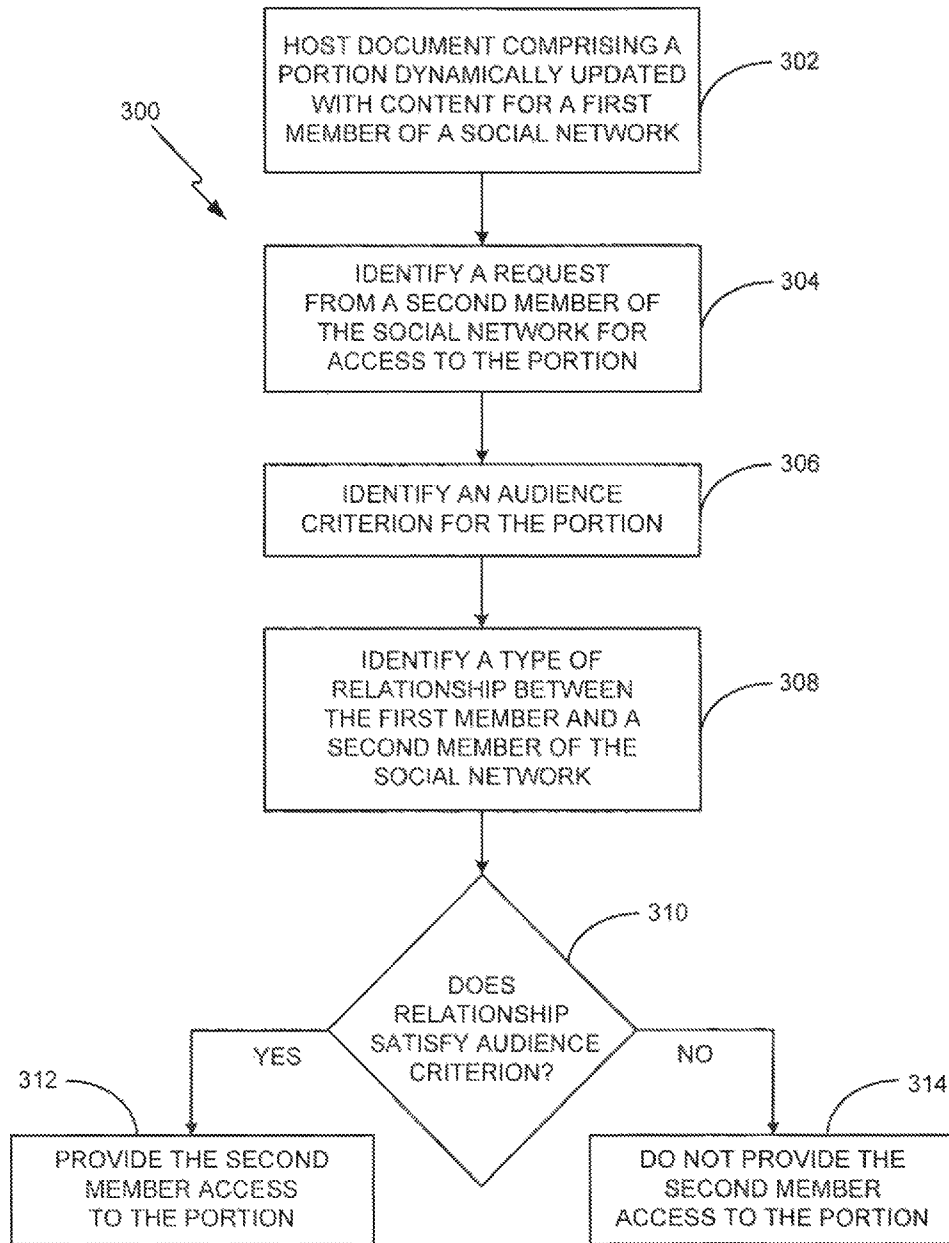 300
HOST DOCUMENT COMPRISING A
PORTION DYNAMICALLY UPDATED
WITH CONTENT FOR A FIRST
MEMBER OF A SOCIAL NETWORK
302
IDENTIFY A REQUEST
FROM A SECOND MEMBER OF
THE SOCIAL NETWORK FOR
ACCESS TO THE PORTION
304
IDENTIFY AN AUDIENCE
CRITERION FOR THE PORTION
306
IDENTIFY A TYPE OF
RELATIONSHIP BETWEEN
THE FIRST MEMBER AND A
SECOND MEMBER OF THE
SOCIAL NETWORK
308
DOES
RELATIONSHIP
SATISFY AUDIENCE
CRITERION?
310
YES
NO
312
PROVIDE THE SECOND
MEMBER ACCESS
TO THE PORTION
314
DO NOT PROVIDE THE
SECOND MEMBER
ACCESS TO THE PORTION